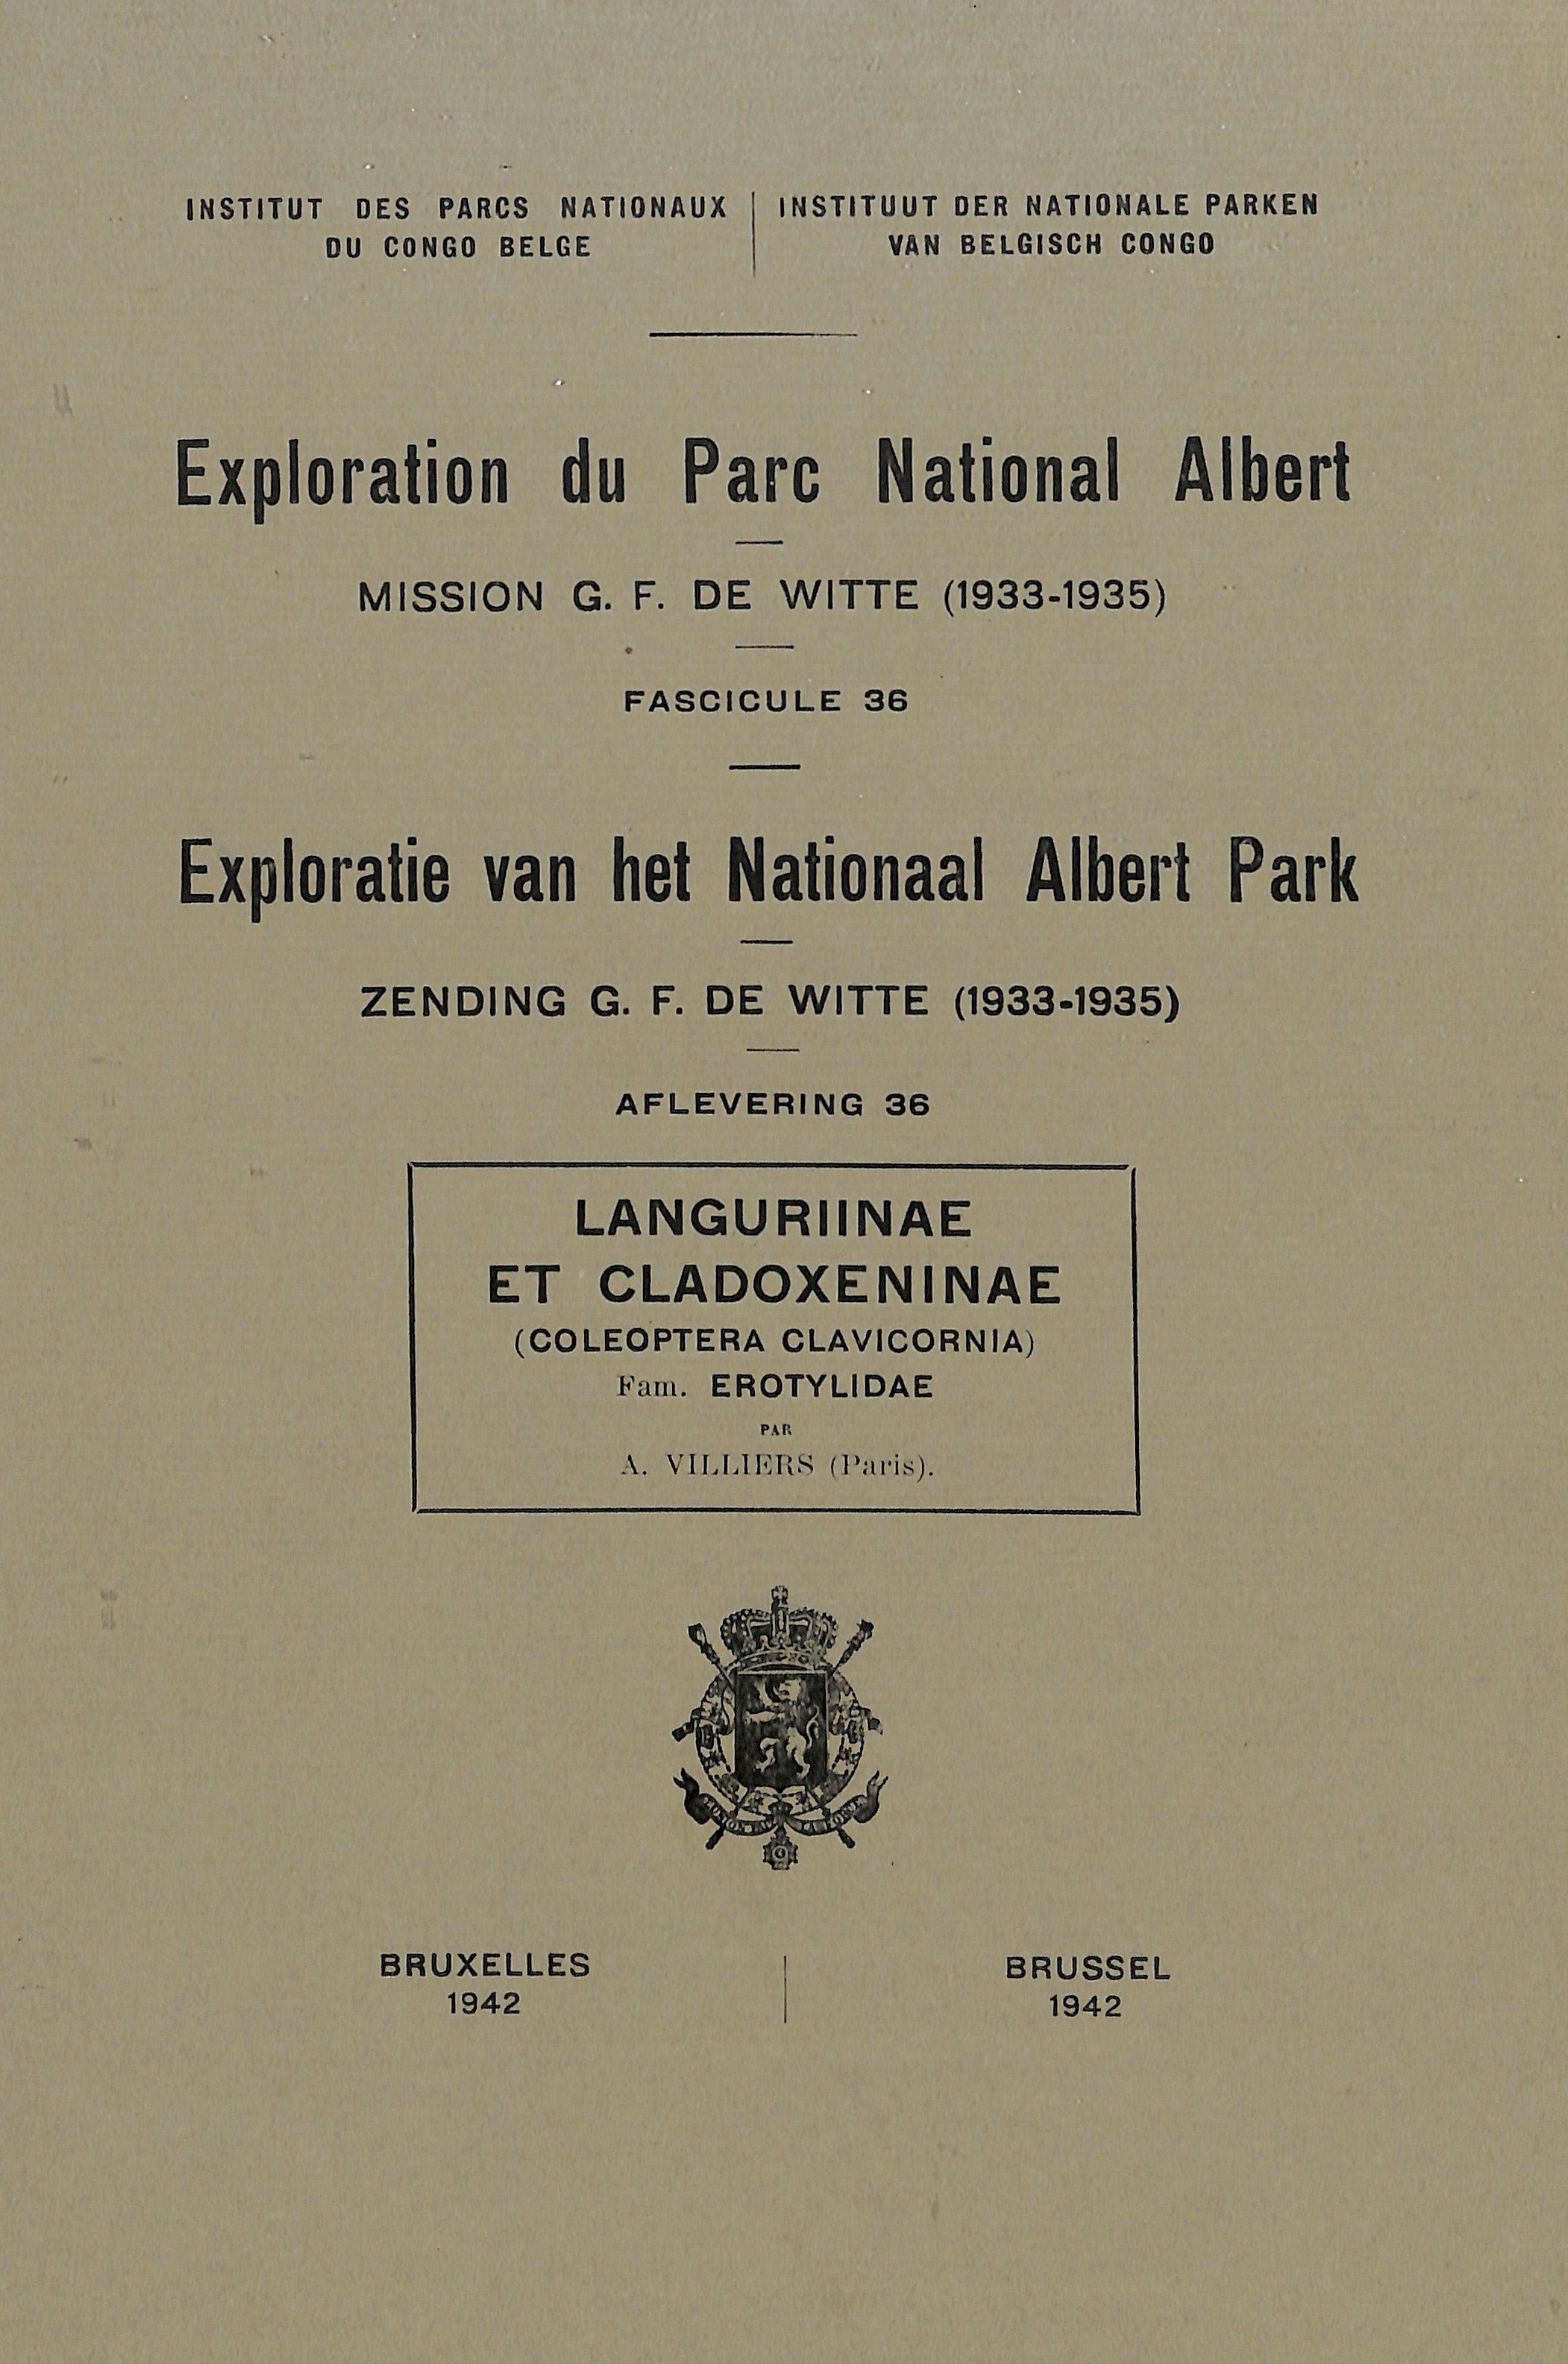 INSTITUT DES PARCS NATIONAUX
DU CONGO BELGE
INSTITUUT DER NATIONALE PARKEN
VAN BELGISCH CONGO
Exploration du Parc National Albert
MISSION G. F. DE WITTE (1933-1935)
FASCICULE 36
Exploratie van het Nationaal Albert Park
ZENDING G. F. DE WITTE (1933-1935)
AFLEVERING 36
LANGURIINAE
ET CLADOXENINAE
(COLEOPTERA CLAVICORNIA)
Fam. EROTYLIDAE
PAR
A. VILLIERS (Paris).
BRUXELLES
1942
BRUSSEL
1942